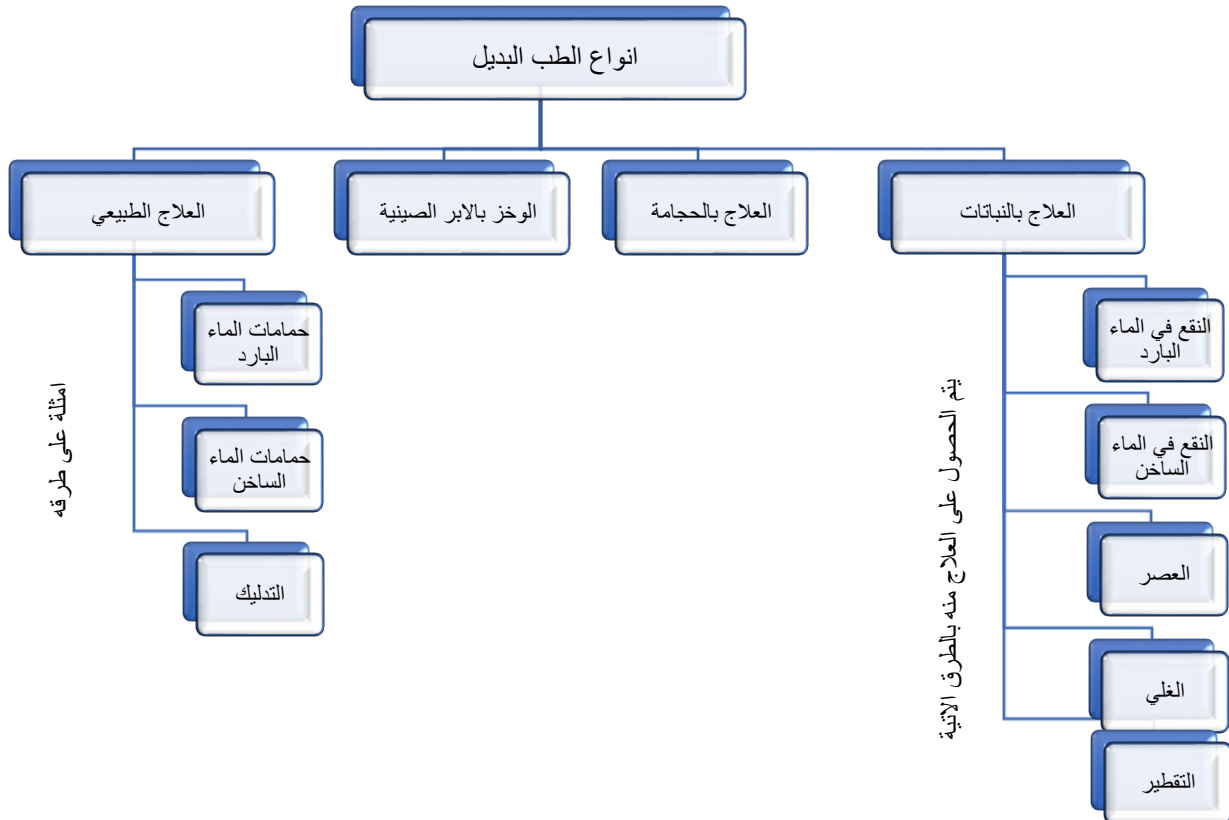 انواع الطب البديل
العلاج بالنباتات
العلاج بالحجامة
الوخز بالابر الصينية
العلاج الطبيعي
يتم الحصول على العلاج منه بالطرق الاتية
النقع في الماء
البارد
النقع في الماء
الساخن
العصر
الغلي
التقطير
امثلة على طرقه
حمامات الماء
البارد
حمامات الماء
الساخن
التدليك